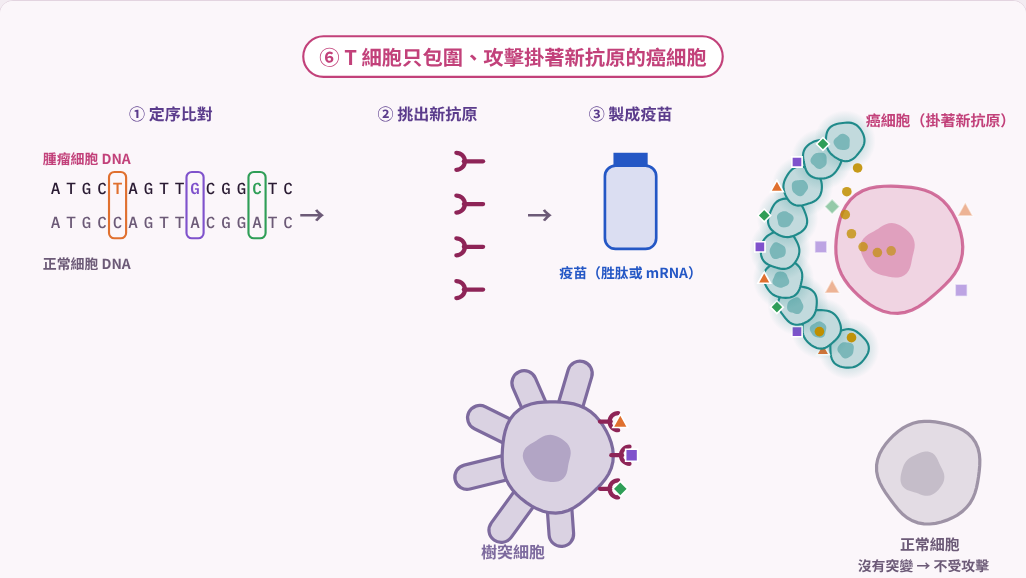 ⑥ T 細胞只包圍、攻擊掛著新抗原的癌細胞
① 定序比對
② 挑出新抗原
③ 製成疫苗
癌細胞（掛著新抗原）
腫瘤細胞 DNA
ATGCTAGTTGCGGCTC
→
→
ATGCCAGTTACGGATC
正常細胞 DNA
疫苗（胜肽或 mRNA）
樹突細胞
正常細胞
沒有突變 → 不受攻擊